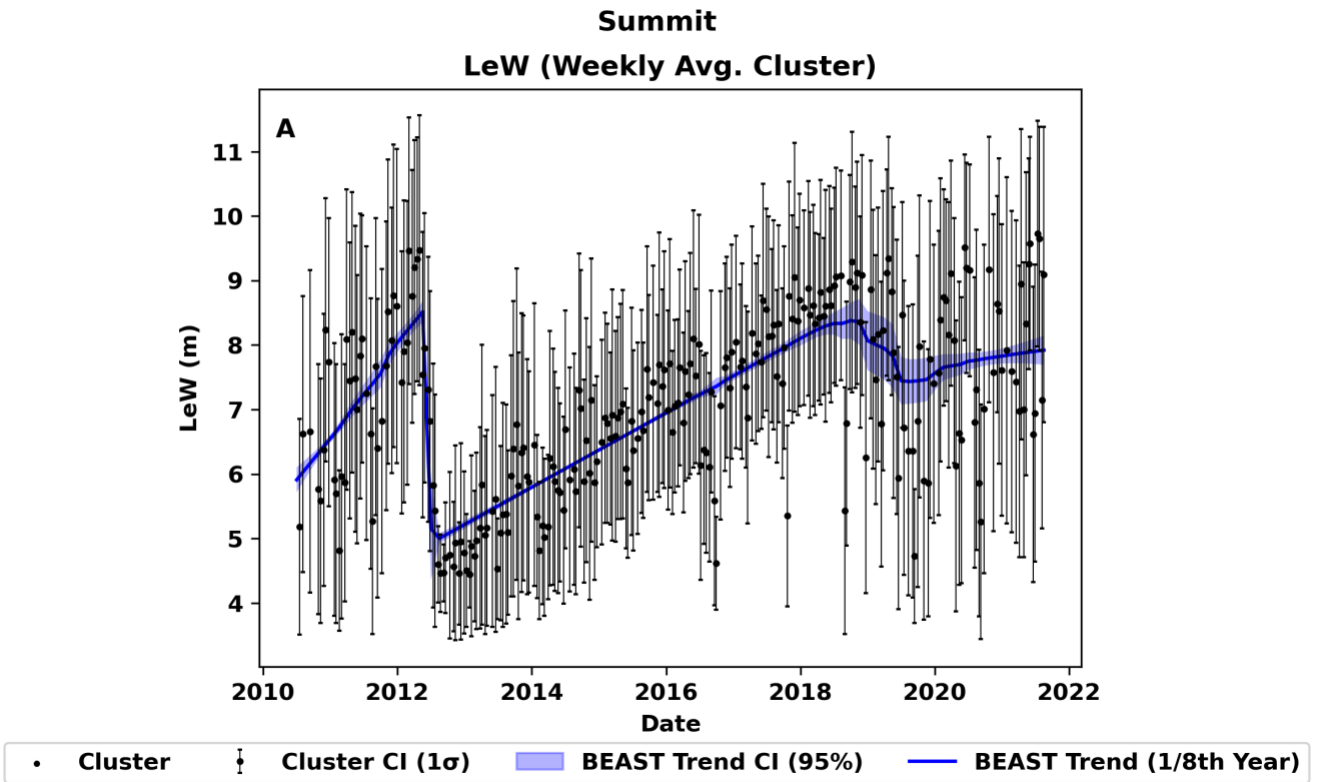 Summit
LeW (Weekly Avg. Cluster)
A
11
10
9
8
7
6
5
4
LeW (m)
2010 2012 2014 2016 2018 2020 2022
Date
Cluster Cluster CI (1σ) BEAST Trend CI (95%) BEAST Trend (1/8th Year)